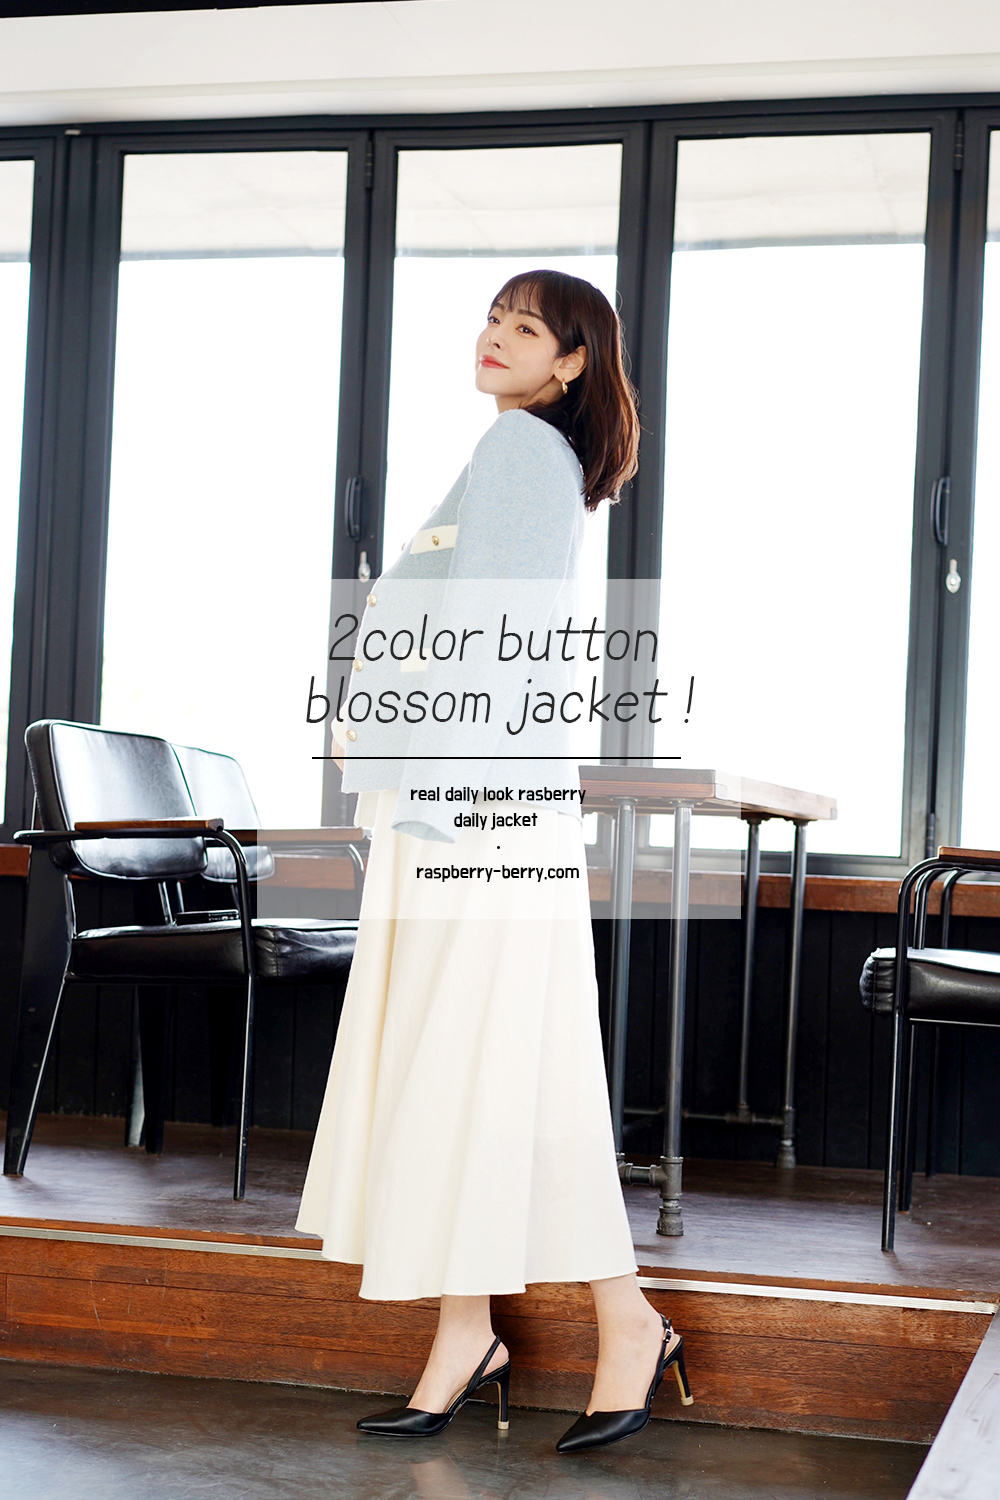 2color button
blossom jacket !
real daily look rasberry
daily jacket
.
raspberry-berry.com